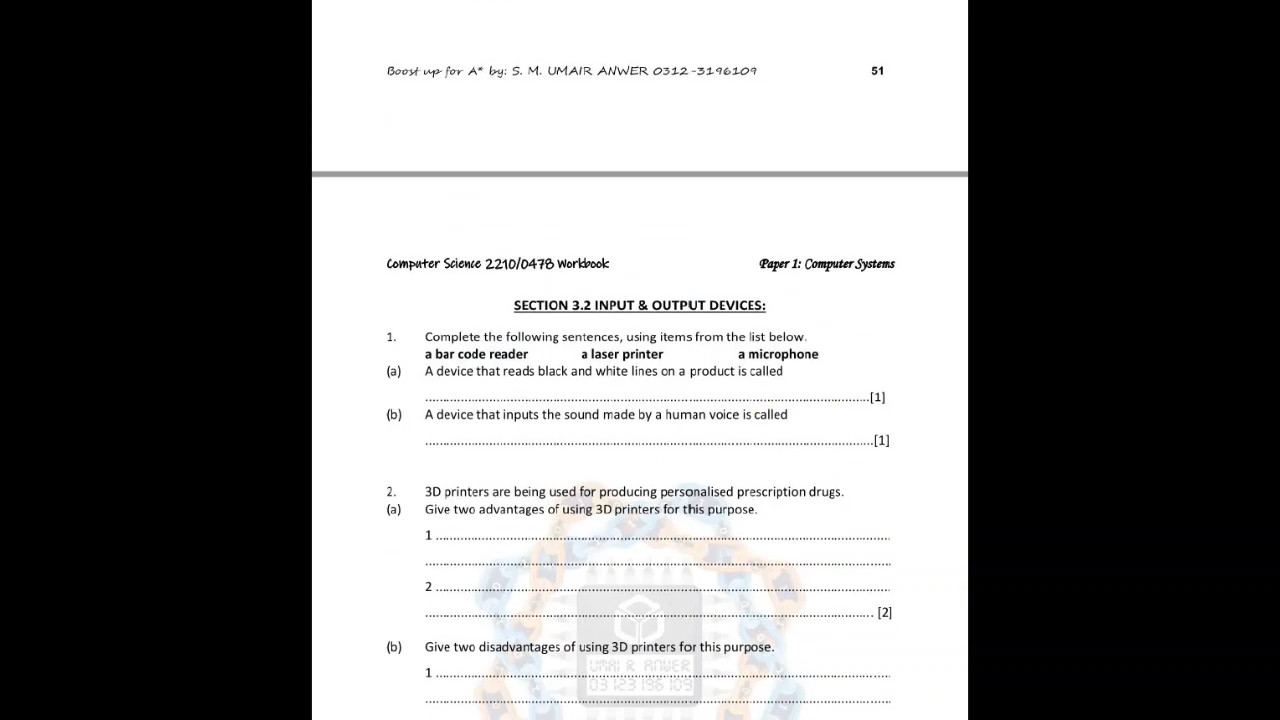 Boost up for A* by: S. M. UMAIR ANWER 0312-3196109 51
Computer Science 2210/0478 Workbook Paper 1: Computer Systems
SECTION 3.2 INPUT & OUTPUT DEVICES:
1. Complete the following sentences, using items from the list below.
a bar code reader a laser printer a microphone
(a) A device that reads black and white lines on a product is called
[1]
(b) A device that inputs the sound made by a human voice is called
[1]
2. 3D printers are being used for producing personalised prescription drugs.
(a) Give two advantages of using 3D printers for this purpose.
1
2
[2]
(b) Give two disadvantages of using 3D printers for this purpose.
UMAIR ANWER
1
03123196109